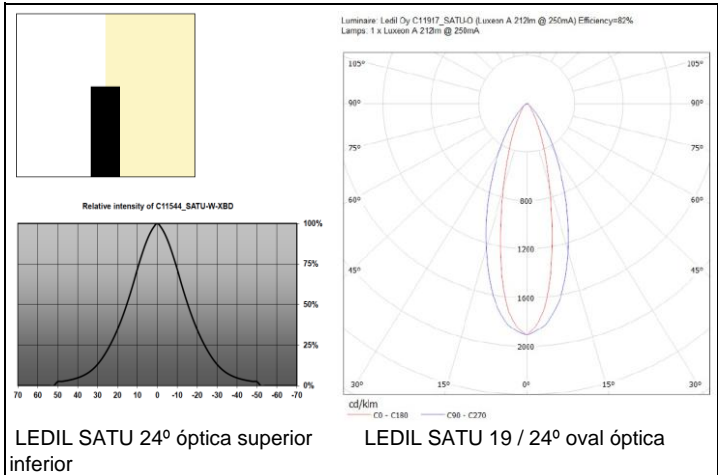 Luminaire: Ledil Oy C11917_SATU-O (Luxeon A 212lm @ 250mA) Efficiency=82%
Lamps: 1 x Luxeon A 212lm @ 250mA
105° 105°
90° 90°
75° 75°
60° 60°
45° 45°
30° 15° 0° 15° 30°
800
1200
1600
2000
cd/klm
C0 - C180 C90 - C270
Relative intensity of C11544_SATU-W-XBD
100%
75%
50%
25%
0%
70 60 50 40 30 20 10 0 -10 -20 -30 -40 -50 -60 -70
LEDIL SATU 24º óptica superior
inferior
LEDIL SATU 19 / 24º oval óptica